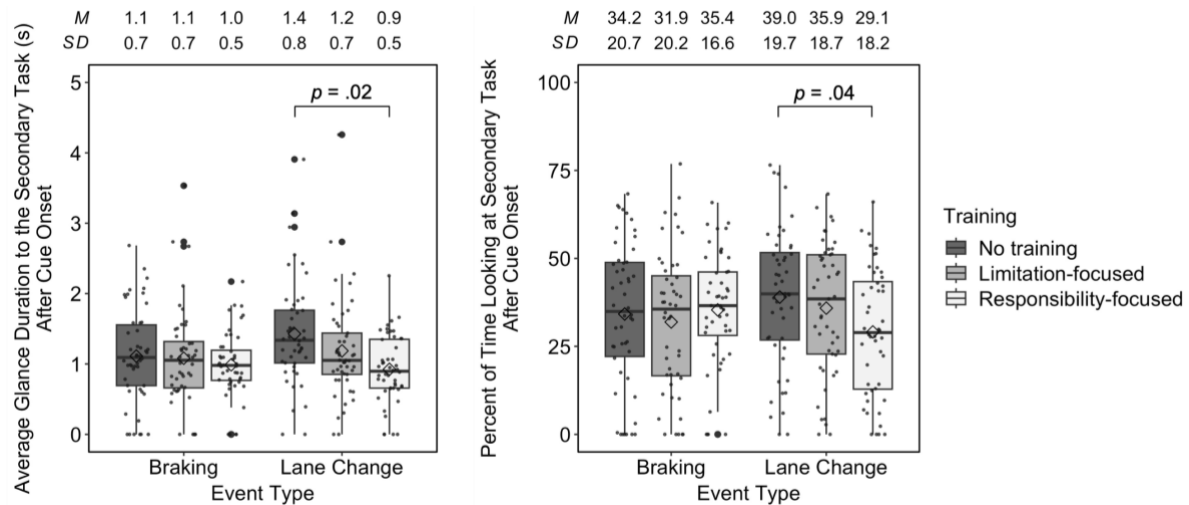 M 1.1 1.1 1.0 1.4 1.2 0.9
SD 0.7 0.7 0.5 0.8 0.7 0.5
Average Glance Duration to the Secondary Task (s)
After Cue Onset
5
4
3
2
1
0
p = .02
Braking Lane Change
Event Type
M 34.2 31.9 35.4 39.0 35.9 29.1
SD 20.7 20.2 16.6 19.7 18.7 18.2
Percent of Time Looking at Secondary Task
After Cue Onset
100
75
50
25
0
p = .04
Braking Lane Change
Event Type
Training
No training
Limitation-focused
Responsibility-focused